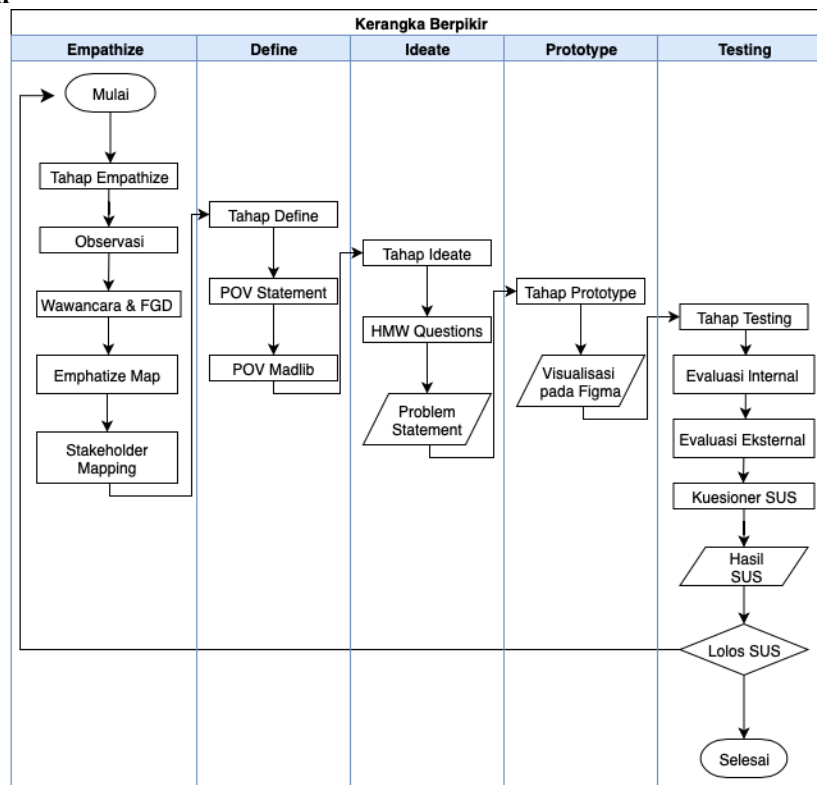 Kerangka Berpikir
Empathize
Define
Ideate
Prototype
Testing
Mulai
Tahap Empathize
Observasi
Wawancara & FGD
Emphatize Map
Stakeholder
Mapping
Tahap Define
POV Statement
POV Madlib
Tahap Ideate
HMW Questions
Problem
Statement
Tahap Prototype
Visualisasi
pada Figma
Tahap Testing
Evaluasi Internal
Evaluasi Eksternal
Kuesioner SUS
Hasil
SUS
Lolos SUS
Selesai